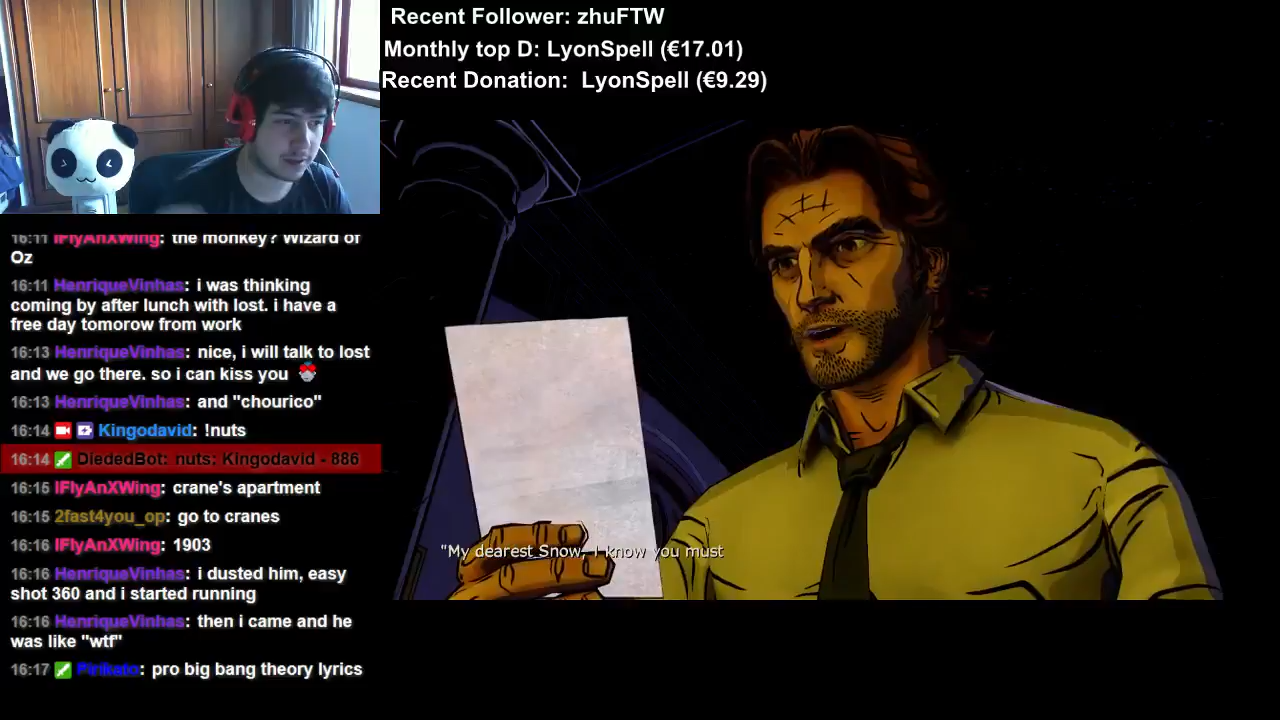 Recent Follower: zhuFTW
Monthly top D: LyonSpell (€17.01)
Recent Donation: LyonSpell (€9.29)
16:11 IFlyAnXWing: the monkey? Wizard of
Oz
16:11 HenriqueVinhas: i was thinking
coming by after lunch with lost. i have a
free day tomorow from work
16:13 HenriqueVinhas: nice, i will talk to lost
and we go there. so i can kiss you
16:13 HenriqueVinhas: and "chourico"
16:14 Kingodavid: !nuts
16:14 DiededBot: nuts; Kingodavid - 886
16:15 IFlyAnXWing: crane's apartment
16:15 2fast4you_op: go to cranes
16:16 IFlyAnXWing: 1903
16:16 HenriqueVinhas: i dusted him, easy
shot 360 and i started running
16:16 HenriqueVinhas: then i came and he
was like "wtf"
16:17 : pro big bang theory lyrics
"My dearest Snow, I know you must